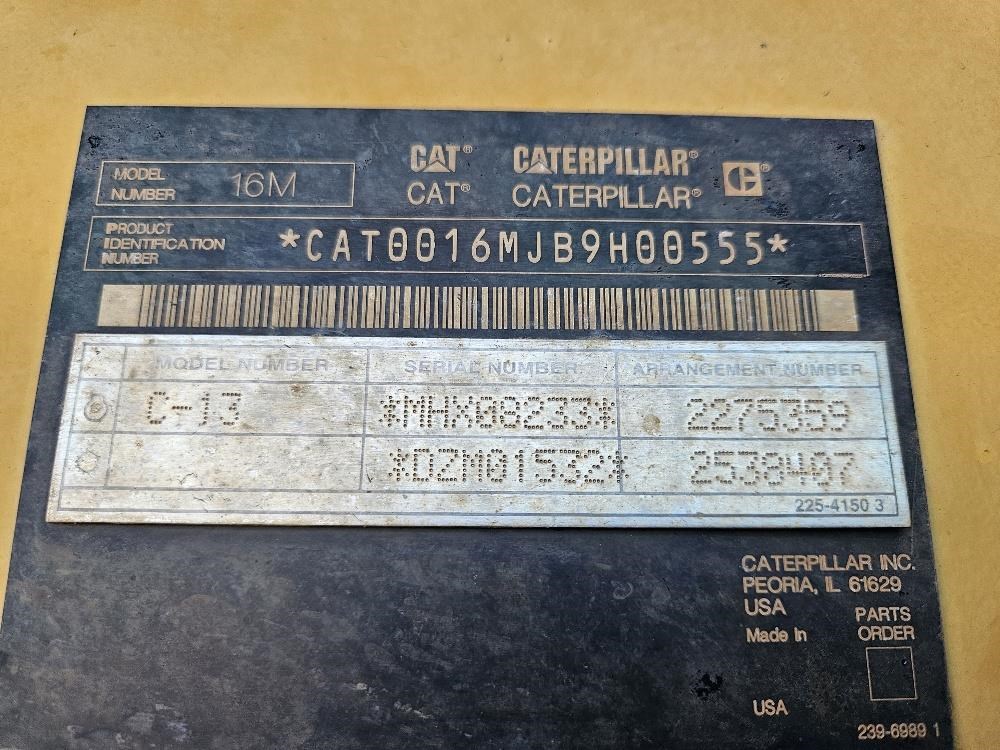 CAT® CATERPILLAR®
CAT® CATERPILLAR® ®
MODEL NUMBER 16M
PRODUCT IDENTIFICATION NUMBER *CAT0016MJB9H00555*
MODEL NUMBER SERIAL NUMBER ARRANGEMENT NUMBER
C-13 2275359
*D2M01532* 2538407
225-4150 3
CATERPILLAR INC.
PEORIA, IL 61629
USA
Made In
USA
PARTS ORDER
239-6989 1